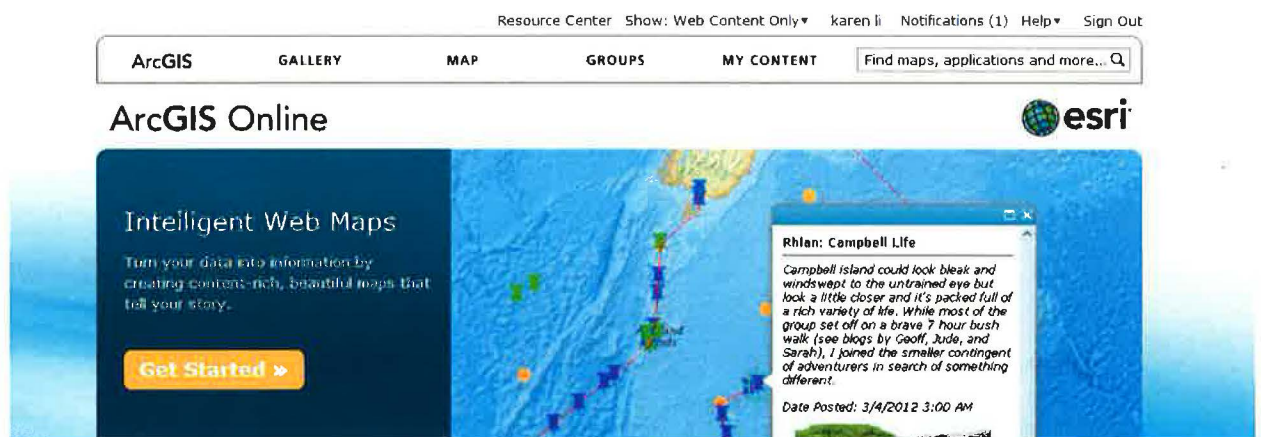 Resource Center Show: Web Content Only▾ karen li Notifications (1) Help▾ Sign Out
ArcGIS GALLERY MAP GROUPS MY CONTENT Find maps, applications and more...
ArcGIS Online
esri
Intelligent Web Maps
Turn your data into information by
creating content-rich, beautiful maps that
tell your story.
Get Started »
Rhian: Campbell Life
Campbell island could look bleak and
windswept to the untrained eye but
look a little closer and it's packed full of
a rich variety of life. While most of the
group set off on a brave 7 hour bush
walk (see blogs by Geoff, Jude, and
Sarah), I joined the smaller contingent
of adventurers in search of something
different.
Date Posted: 3/4/2012 3:00 AM